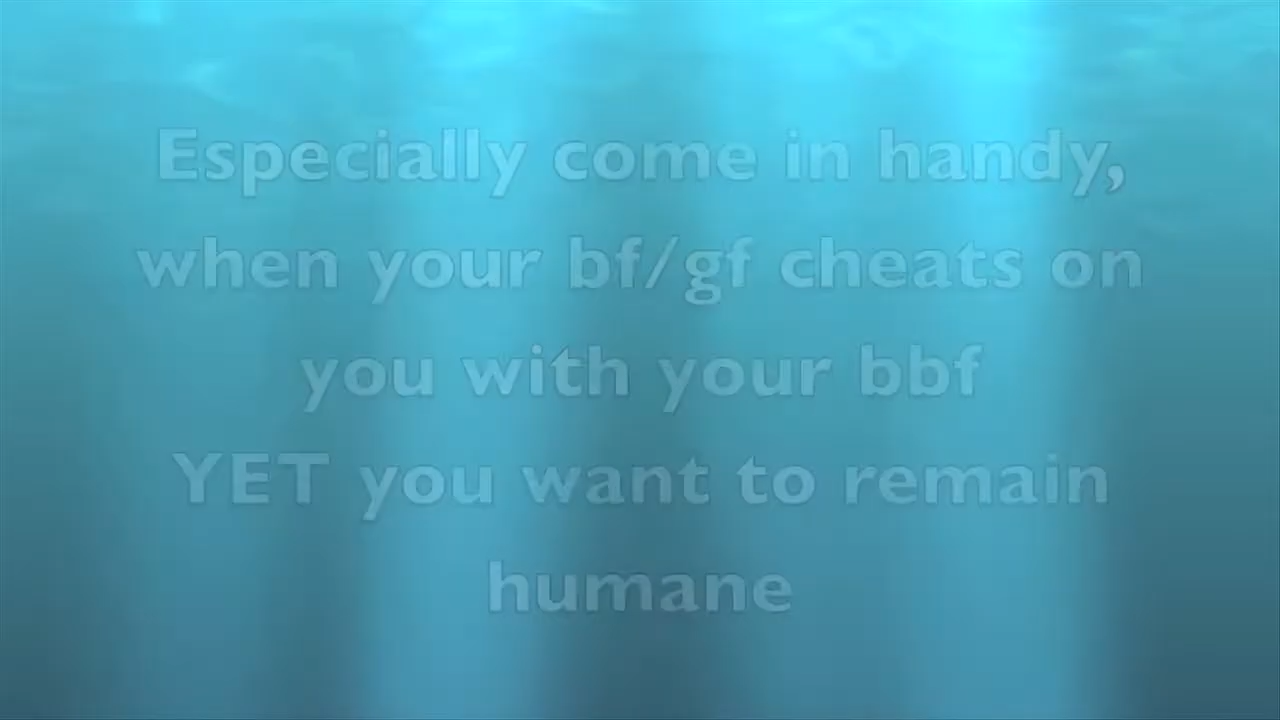 Especially come in handy,
when your bf/gf cheats on
you with your bbf
YET you want to remain
humane